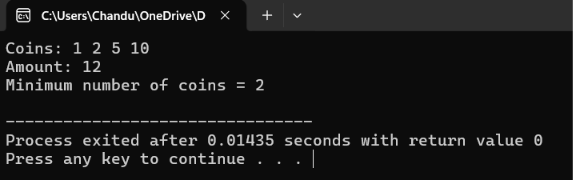 C:\Users\Chandu\OneDrive\D
Coins: 1 2 5 10
Amount: 12
Minimum number of coins = 2
--------------------------------
Process exited after 0.01435 seconds with return value 0
Press any key to continue . . .